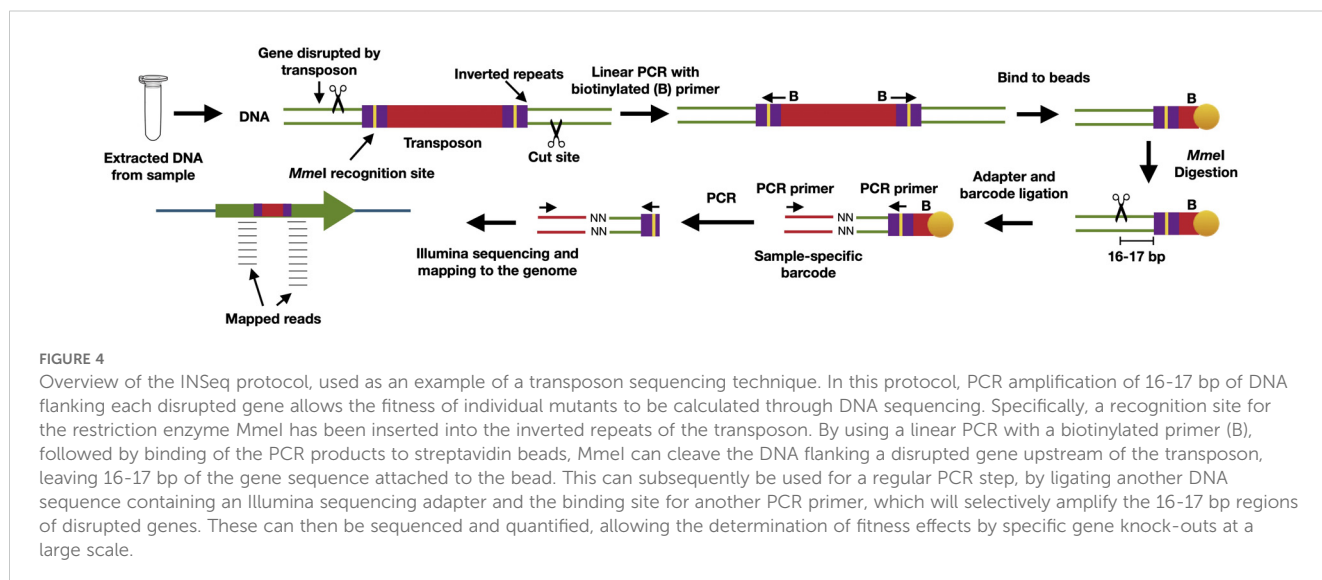 Gene disrupted by
transposon
Inverted repeats
Linear PCR with
biotinylated (B)
primer
B
B
Bind to beads
B
DNA
Transposon
Cut site
MmeI recognition site
Extracted DNA
from sample
MmeI
Digestion
B
16-17 bp
Adapter and
barcode ligation
PCR primer
PCR primer
B
NN
NN
Sample-specific
barcode
PCR
NN
NN
Illumina sequencing and
mapping to the genome
Mapped reads
FIGURE 4
Overview of the INSeq protocol, used as an example of a transposon sequencing technique. In this protocol, PCR amplification of 16-17 bp of DNA
flanking each disrupted gene allows the fitness of individual mutants to be calculated through DNA sequencing. Specifically, a recognition site for
the restriction enzyme MmeI has been inserted into the inverted repeats of the transposon. By using a linear PCR with a biotinylated primer (B),
followed by binding of the PCR products to streptavidin beads, MmeI can cleave the DNA flanking a disrupted gene upstream of the transposon,
leaving 16-17 bp of the gene sequence attached to the bead. This can subsequently be used for a regular PCR step, by ligating another DNA
sequence containing an Illumina sequencing adapter and the binding site for another PCR primer, which will selectively amplify the 16-17 bp regions
of disrupted genes. These can then be sequenced and quantified, allowing the determination of fitness effects by specific gene knock-outs at a
large scale.